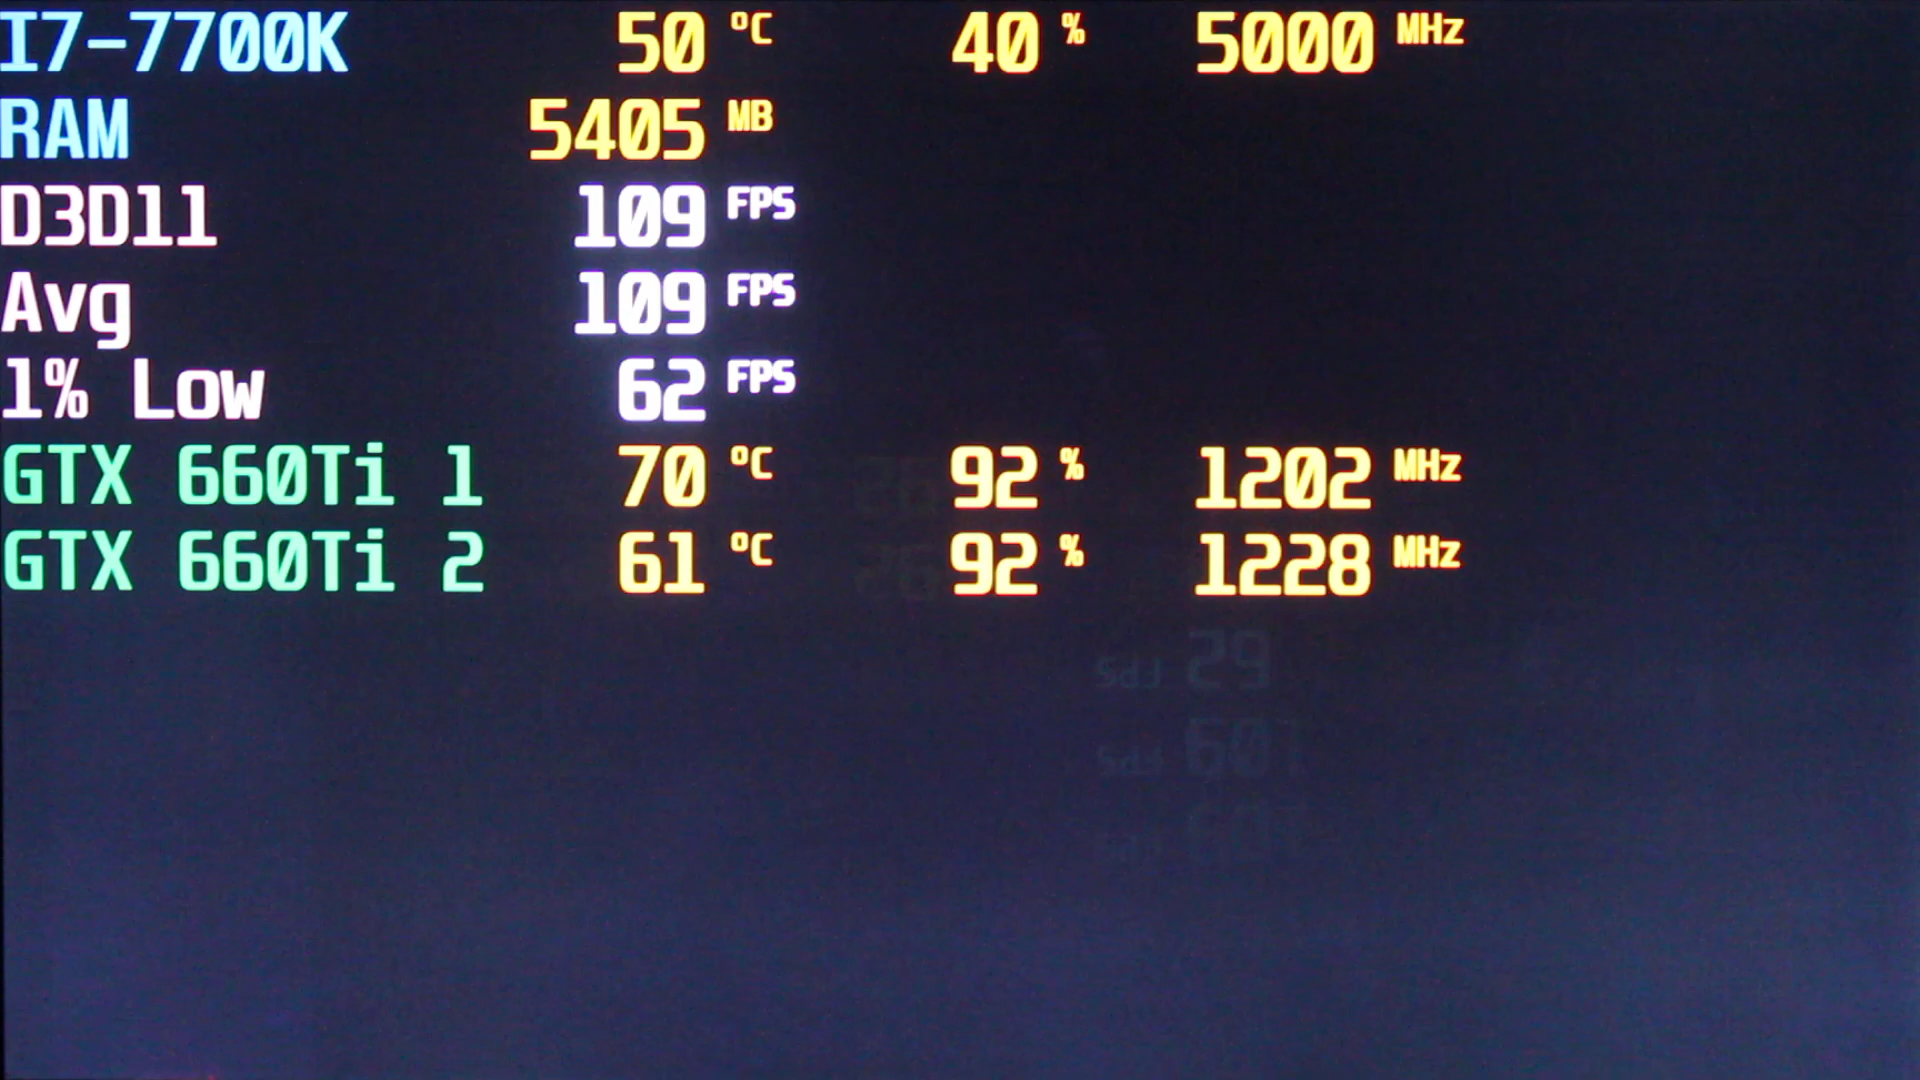 I7-7700K 50 °C 40 % 5000 MHz
RAM 5405 MB
D3D11 109 FPS
Avg 109 FPS
1% Low 62 FPS
GTX 660Ti 1 70 °C 92 % 1202 MHz
GTX 660Ti 2 61 °C 92 % 1228 MHz